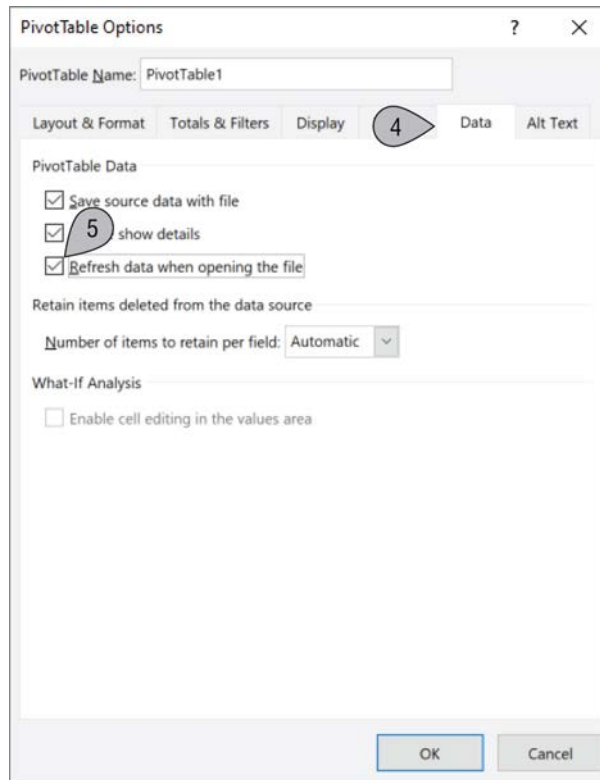 PivotTable Options ? ×
PivotTable Name: PivotTable1
Layout & Format Totals & Filters Display 4 Data Alt Text
PivotTable Data
Save source data with file
5 show details
Refresh data when opening the file
Retain items deleted from the data source
Number of items to retain per field: Automatic
What-If Analysis
Enable cell editing in the values area
OK Cancel